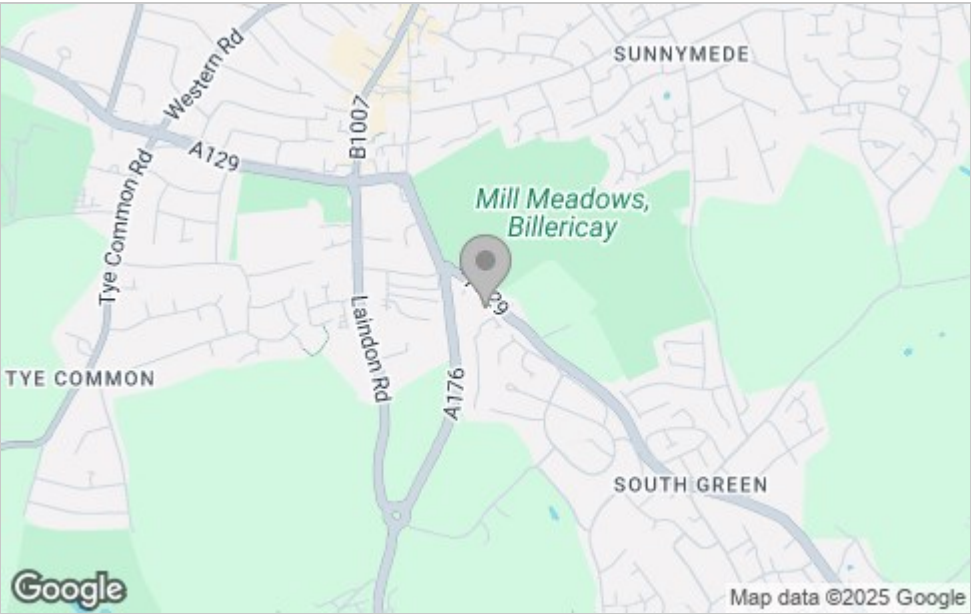 Western Rd
SUNNYMEDE
B1007
A129
Tye Common Rd
Mill Meadows,
Billericay
Laindon Rd
A176
TYE COMMON
SOUTH GREEN
Google
Map data ©2025 Google